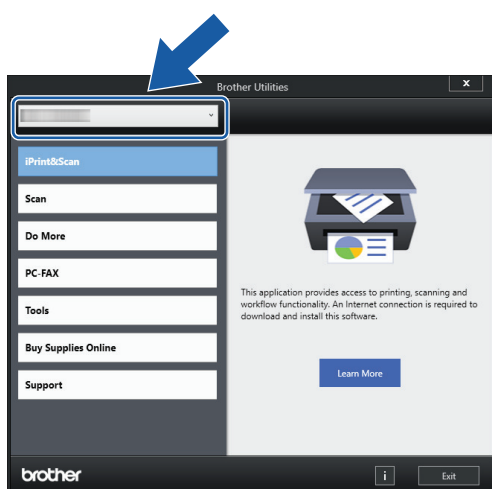 Brother Utilities
x
iPrint&Scan
Scan
Do More
PC-FAX
Tools
Buy Supplies Online
Support
This application provides access to printing, scanning and
workflow functionality. An Internet connection is required to
download and install this software.
Learn More
brother
i
Exit